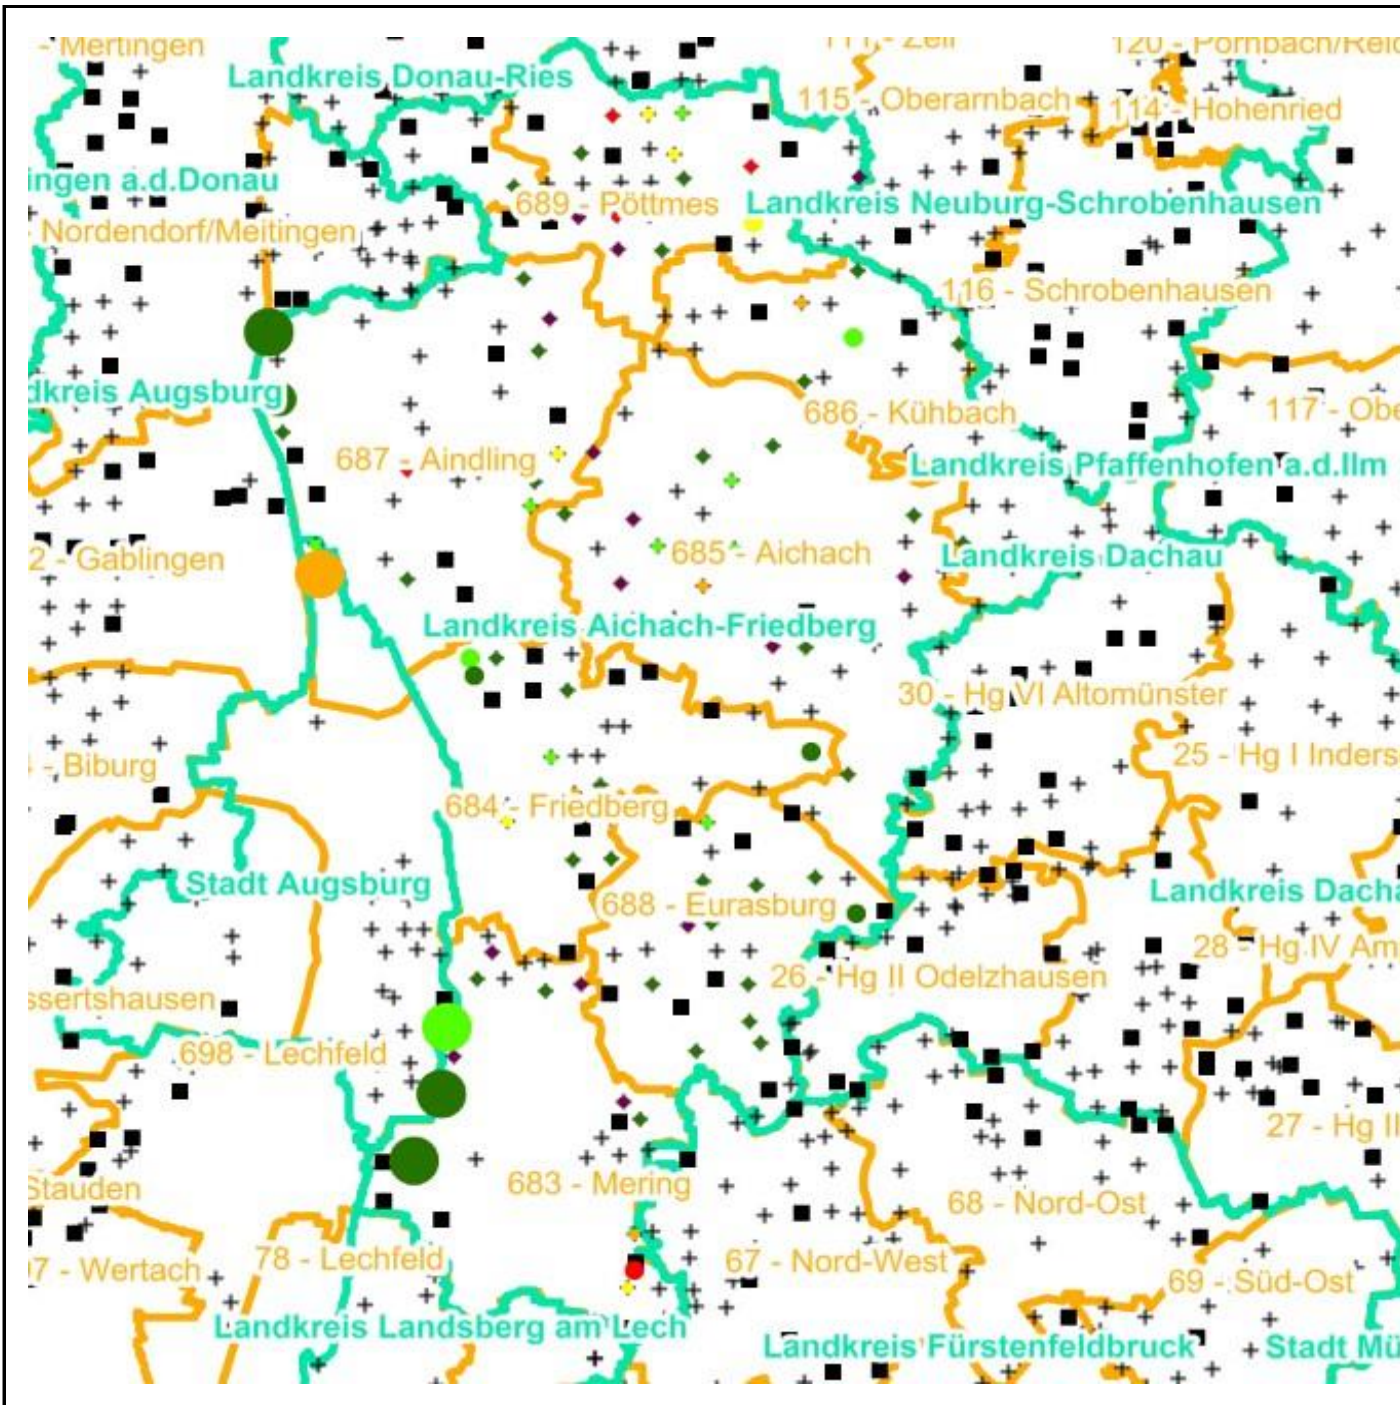 - Mertingen
Landkreis Donau-Ries
115 - Oberarnbach
114 - Hohenried
ingen a.d.Donau
689 - Pöttmes
Landkreis Neuburg-Schrobenhausen
Nordendorf/Meitingen
116 - Schrobenhausen
dkreis Augsburg
686 - Kühbach
117 - Obe
687 - Aindling
Landkreis Pfaffenhofen a.d.Ilm
2 - Gablingen
685 - Aichach
Landkreis Dachau
Landkreis Aichach-Friedberg
30 - Hg VI Altomünster
- Biburg
25 - Hg I Inders
684 - Friedberg
Stadt Augsburg
Landkreis Dacha
688 - Eurasburg
28 - Hg IV Am
26 - Hg II Odelzhausen
ssertshausen
698 - Lechfeld
27 - Hg II
Stauden
683 - Mering
68 - Nord-Ost
7 - Wertach
78 - Lechfeld
67 - Nord-West
69 - Süd-Ost
Landkreis Landsberg am Lech
Landkreis Fürstenfeldbruck
Stadt Mü